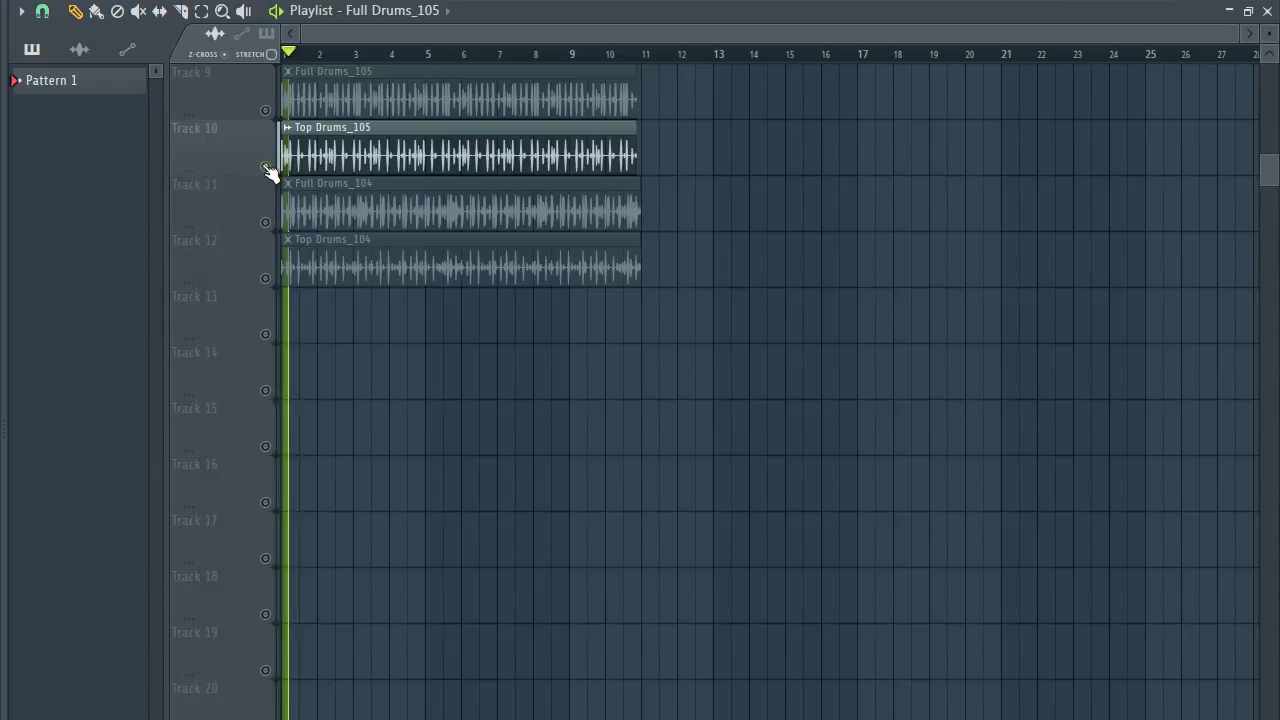 Playlist - Full Drums_105
Z-CROSS STRETCH
2 3 4 5 6 7 8 9 10 11 12 13 14 15 16 17 18 19 20 21 22 23 24 25 26 27
Pattern 1
Track 9
Full Drums_105
Track 10
Top Drums_105
Track 11
Full Drums_104
Track 12
Top Drums_104
Track 13
Track 14
Track 15
Track 16
Track 17
Track 18
Track 19
Track 20